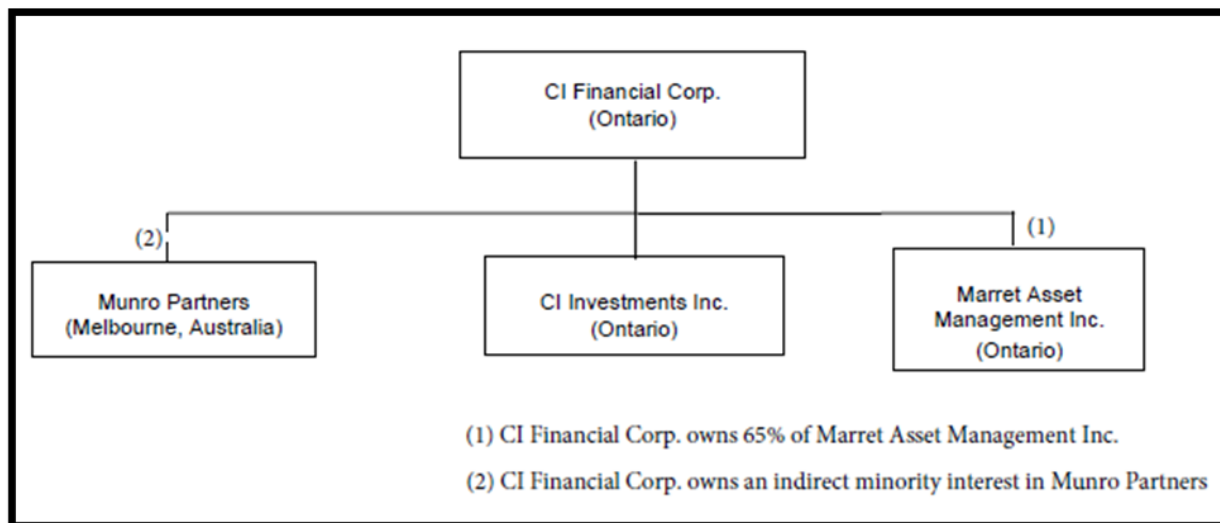 CI Financial Corp.
(Ontario)
(2)
(1)
Munro Partners
(Melbourne, Australia)
CI Investments Inc.
(Ontario)
Marret Asset
Management Inc.
(Ontario)
(1) CI Financial Corp. owns 65% of Marret Asset Management Inc.
(2) CI Financial Corp. owns an indirect minority interest in Munro Partners